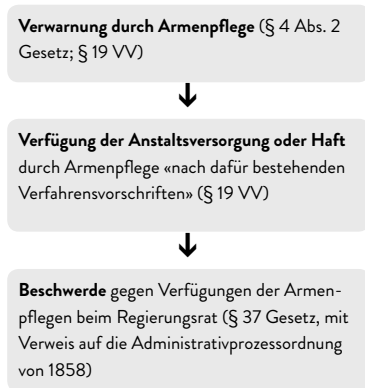 Verwarnung durch Armenpflege (§ 4 Abs. 2
Gesetz; § 19 VV)
Verfügung der Anstaltsversorgung oder Haft
durch Armenpflege «nach dafür bestehenden
Verfahrensvorschriften» (§ 19 VV)
Beschwerde gegen Verfügungen der Armen-
pflegen beim Regierungsrat (§ 37 Gesetz, mit
Verweis auf die Administrativprozessordnung
von 1858)